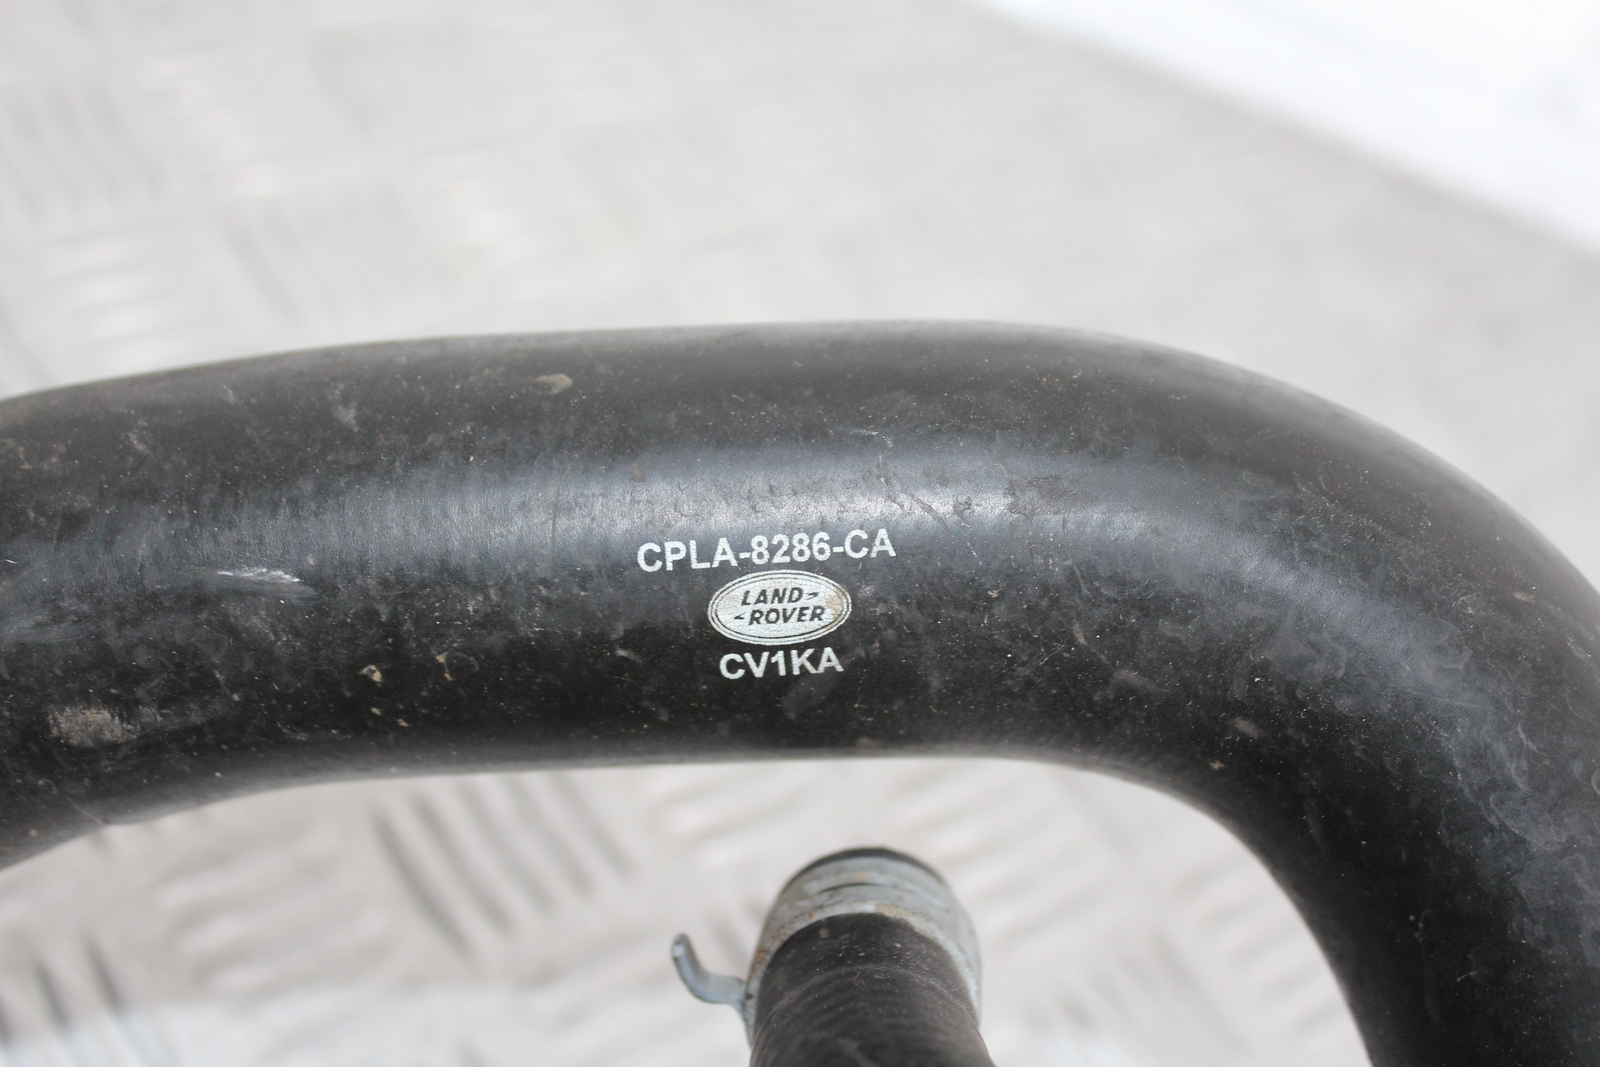 CPLA-8286-CA
LAND-
-ROVER
CV1KA